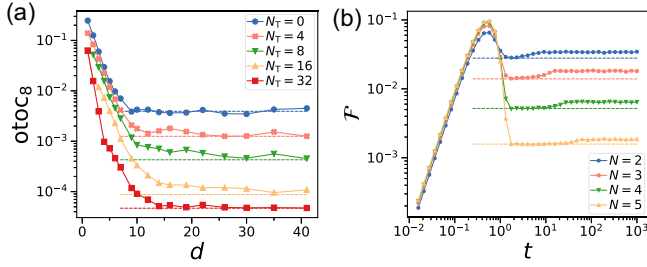 (a)
10⁻¹
10⁻²
10⁻³
10⁻⁴
otoc₈
0 10 20 30 40
d
N_T = 0
N_T = 4
N_T = 8
N_T = 16
N_T = 32
(b)
10⁻¹
10⁻²
10⁻³
ℱ
10⁻² 10⁻¹ 10⁰ 10¹ 10² 10³
t
N = 2
N = 3
N = 4
N = 5